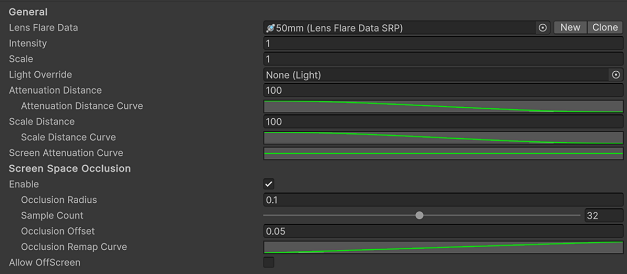 General
Lens Flare Data 50mm (Lens Flare Data SRP) New Clone
Intensity 1
Scale 1
Light Override None (Light)
Attenuation Distance 100
Attenuation Distance Curve
Scale Distance 100
Scale Distance Curve
Screen Attenuation Curve
Screen Space Occlusion
Enable
Occlusion Radius 0.1
Sample Count 32
Occlusion Offset 0.05
Occlusion Remap Curve
Allow OffScreen